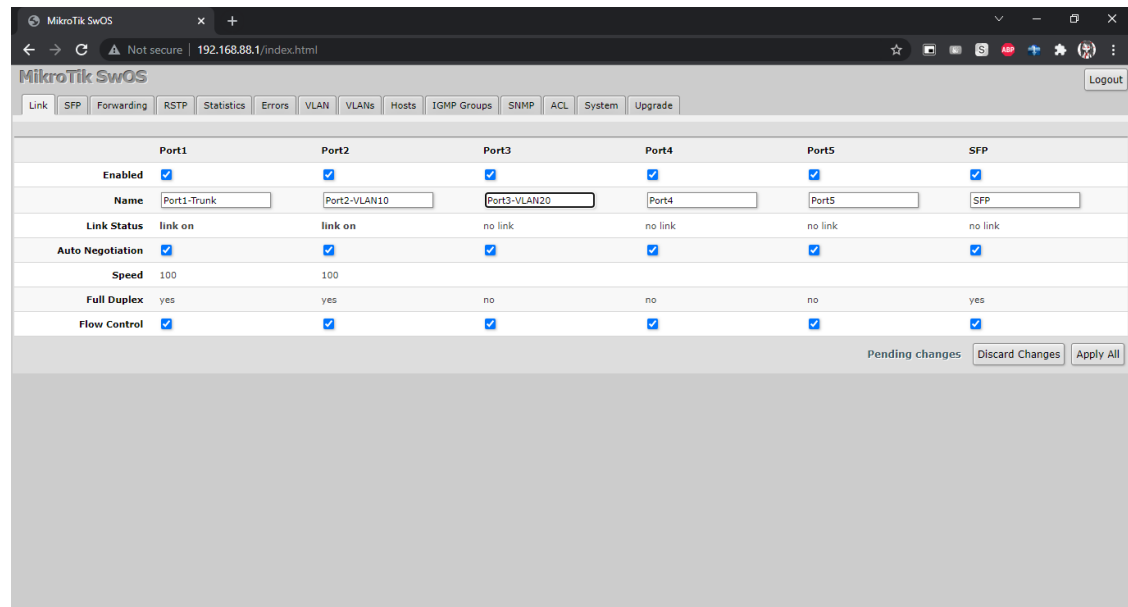 MikroTik SwOS
Not secure | 192.168.88.1/index.html
S ABP
MikroTik SwOS
Logout
Link SFP Forwarding RSTP Statistics Errors VLAN VLANs Hosts IGMP Groups SNMP ACL System Upgrade
Port1 Port2 Port3 Port4 Port5 SFP
Enabled
Name Port1-Trunk Port2-VLAN10 Port3-VLAN20 Port4 Port5 SFP
Link Status link on link on no link no link no link no link
Auto Negotiation
Speed 100 100
Full Duplex yes yes no no no yes
Flow Control
Pending changes Discard Changes Apply All